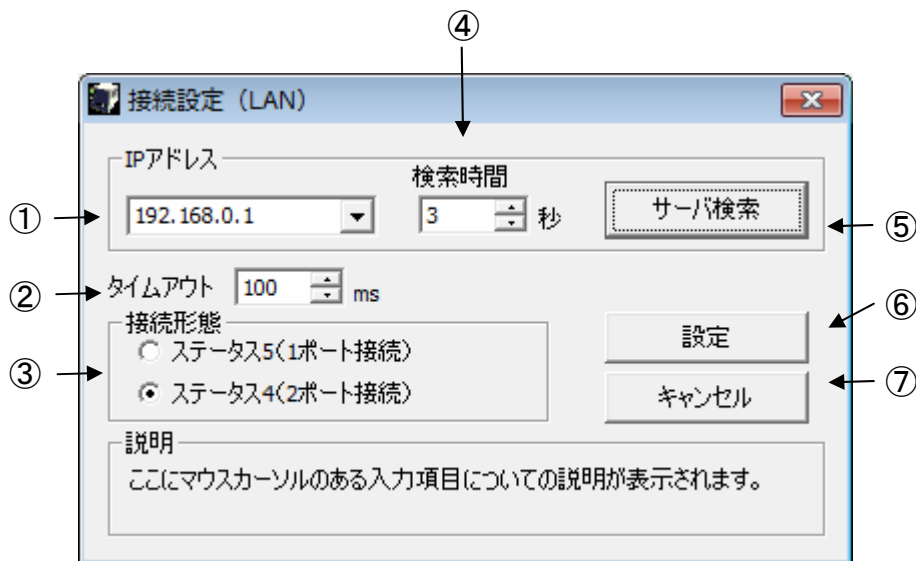 ④
接続設定（LAN）
IPアドレス
検索時間
① 192.168.0.1 3 秒 サーバ検索 ⑤
② タイムアウト 100 ms
接続形態
③ ステータス5(1ポート接続)
ステータス4(2ポート接続)
設定 ⑥
キャンセル ⑦
説明
ここにマウスカーソルのある入力項目についての説明が表示されます。